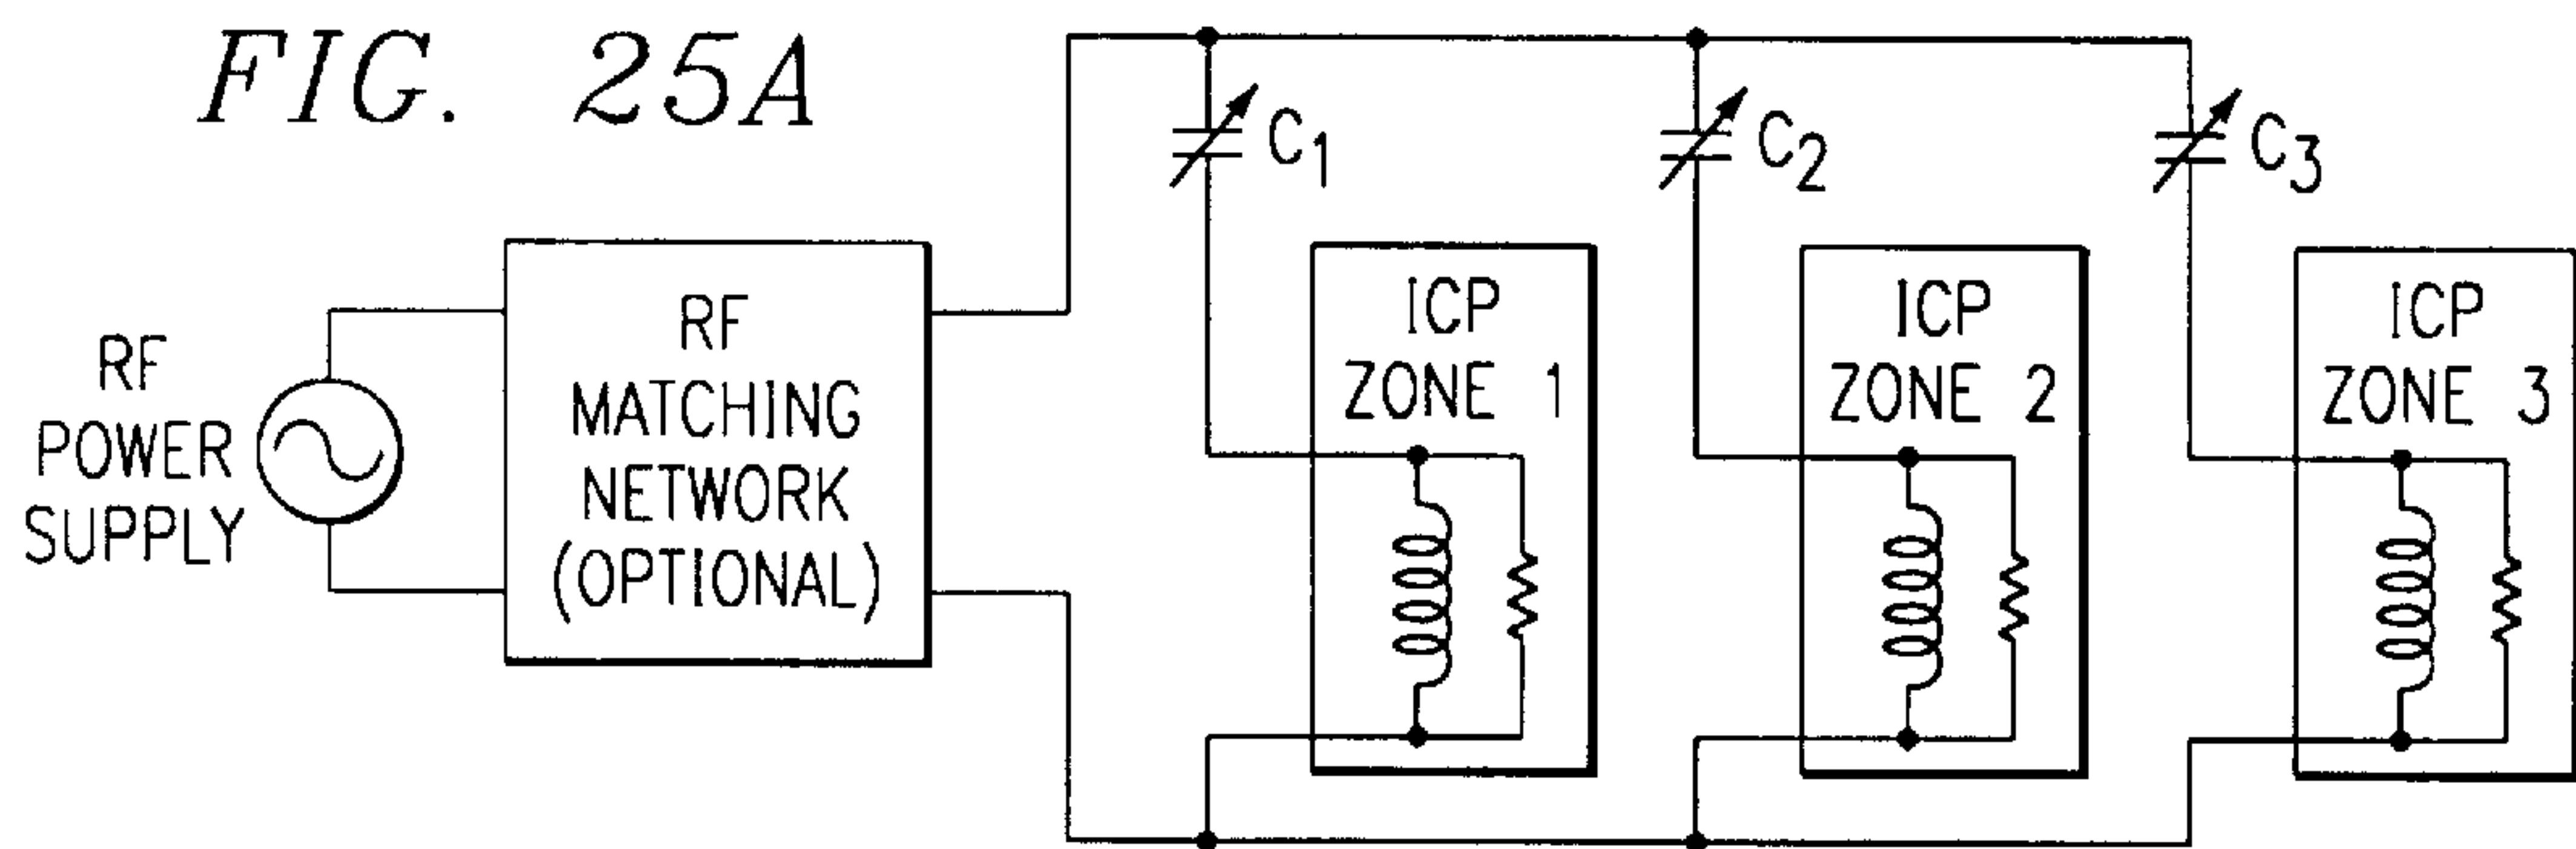 FIG. 25A
C1
C2
C3
RF
POWER
SUPPLY
RF
MATCHING
NETWORK
(OPTIONAL)
ICP
ZONE 1
ICP
ZONE 2
ICP
ZONE 3